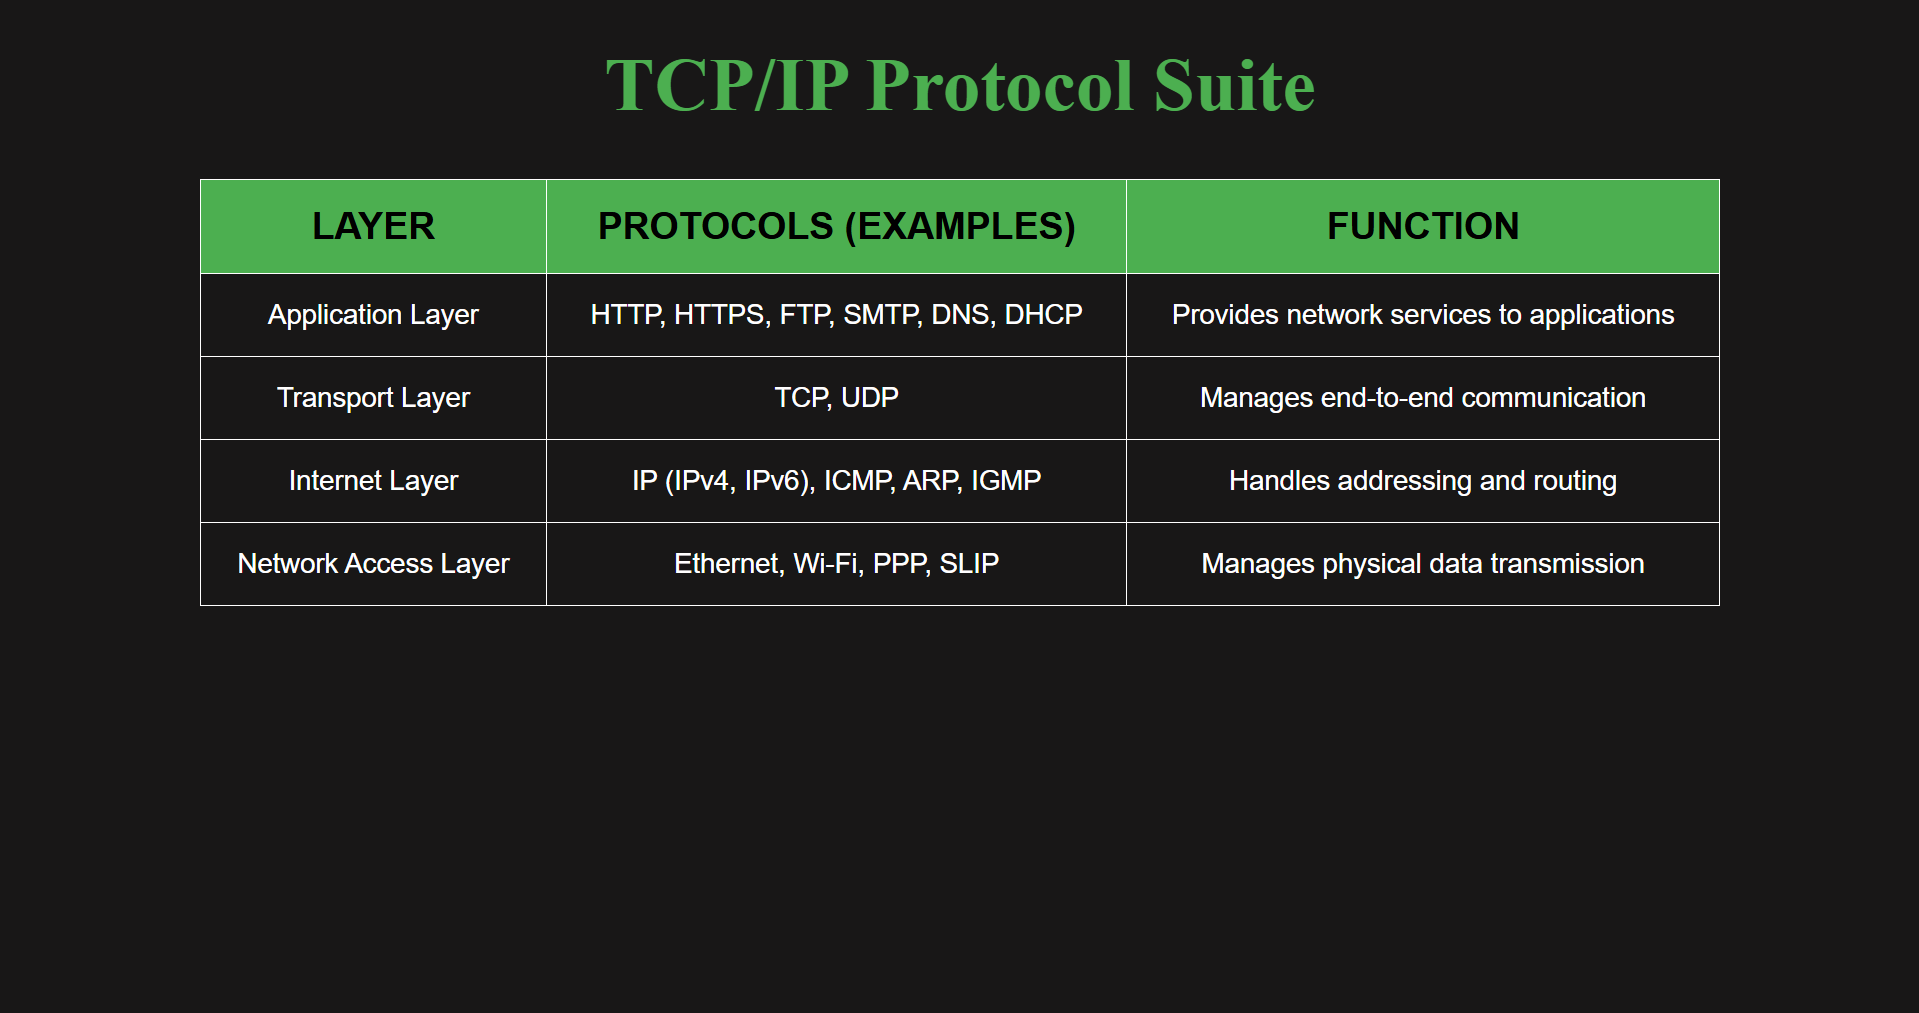 TCP/IP Protocol Suite
LAYER PROTOCOLS (EXAMPLES) FUNCTION
Application Layer HTTP, HTTPS, FTP, SMTP, DNS, DHCP Provides network services to applications
Transport Layer TCP, UDP Manages end-to-end communication
Internet Layer IP (IPv4, IPv6), ICMP, ARP, IGMP Handles addressing and routing
Network Access Layer Ethernet, Wi-Fi, PPP, SLIP Manages physical data transmission